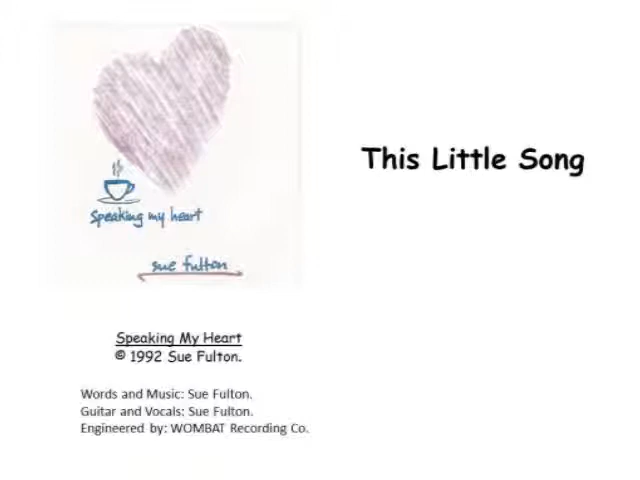 This Little Song
Speaking my heart
sue fulton
Speaking My Heart
© 1992 Sue Fulton.
Words and Music: Sue Fulton.
Guitar and Vocals: Sue Fulton.
Engineered by: WOMBAT Recording Co.